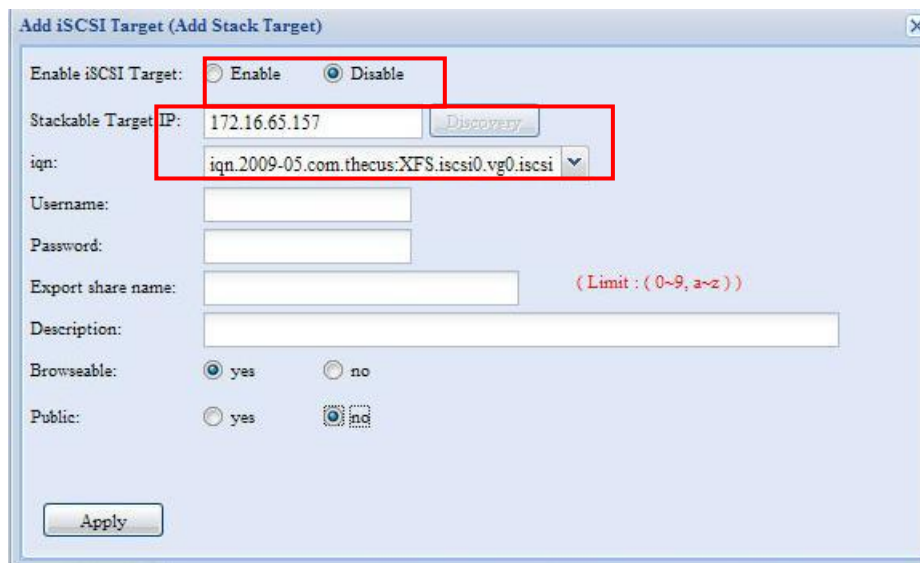 Add iSCSI Target (Add Stack Target)
Enable iSCSI Target: Enable Disable
Stackable Target IP: 172.16.65.157 Discovery
iqn: iqn.2009-05.com.thecus:XFS.iscsi0.vg0.iscsi
Username:
Password:
Export share name: ( Limit : ( 0~9, a~z ) )
Description:
Browseable: yes no
Public: yes no
Apply